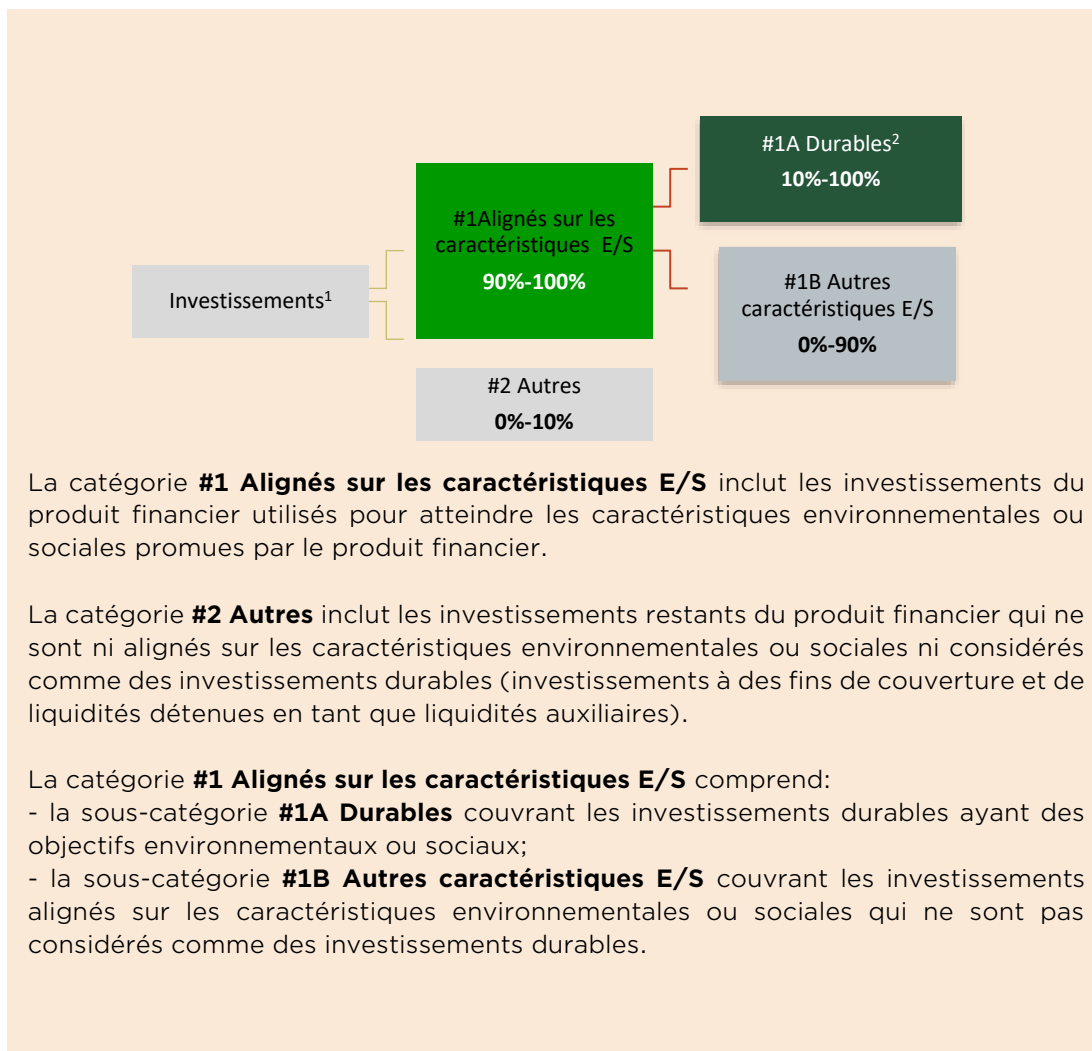 #1A Durables²
10%-100%
#1Alignés sur les
caractéristiques E/S
90%-100%
Investissements¹
#1B Autres
caractéristiques E/S
0%-90%
#2 Autres
0%-10%
La catégorie #1 Alignés sur les caractéristiques E/S inclut les investissements du
produit financier utilisés pour atteindre les caractéristiques environnementales ou
sociales promues par le produit financier.
La catégorie #2 Autres inclut les investissements restants du produit financier qui ne
sont ni alignés sur les caractéristiques environnementales ou sociales ni considérés
comme des investissements durables (investissements à des fins de couverture et de
liquidités détenues en tant que liquidités auxiliaires).
La catégorie #1 Alignés sur les caractéristiques E/S comprend:
- la sous-catégorie #1A Durables couvrant les investissements durables ayant des
objectifs environnementaux ou sociaux;
- la sous-catégorie #1B Autres caractéristiques E/S couvrant les investissements
alignés sur les caractéristiques environnementales ou sociales qui ne sont pas
considérés comme des investissements durables.